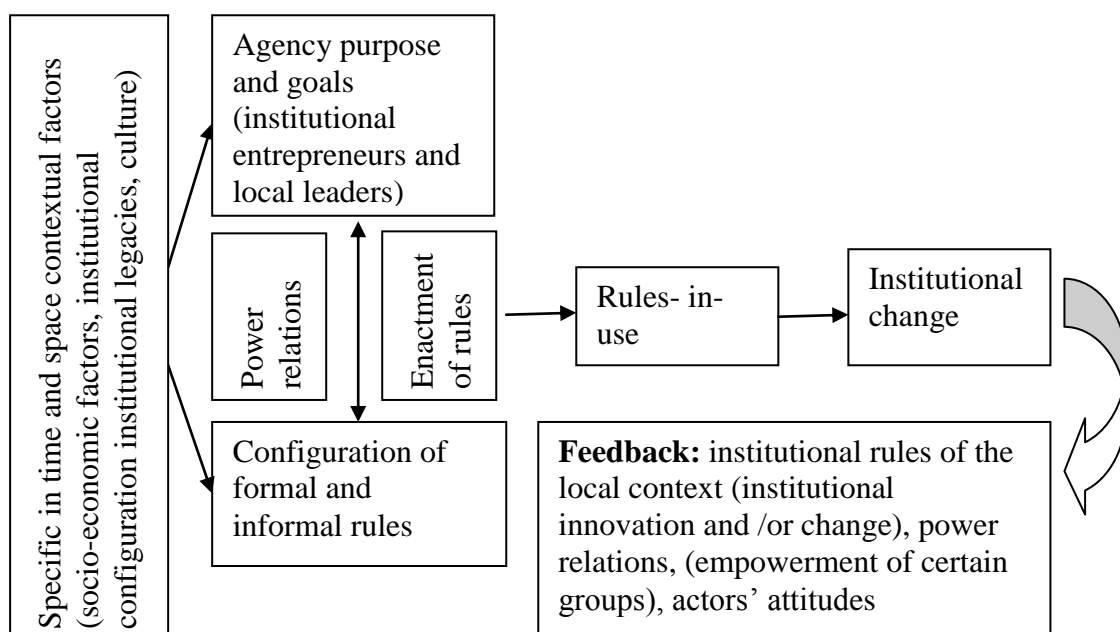 Specific in time and space contextual factors
(socio-economic factors, institutional
configuration institutional legacies, culture)
Agency purpose
and goals
(institutional
entrepreneurs and
local leaders)
Power
relations
Enactment
of rules
Rules- in-
use
Institutional
change
Configuration of
formal and
informal rules
Feedback: institutional rules of the
local context (institutional
innovation and /or change), power
relations, (empowerment of certain
groups), actors’ attitudes